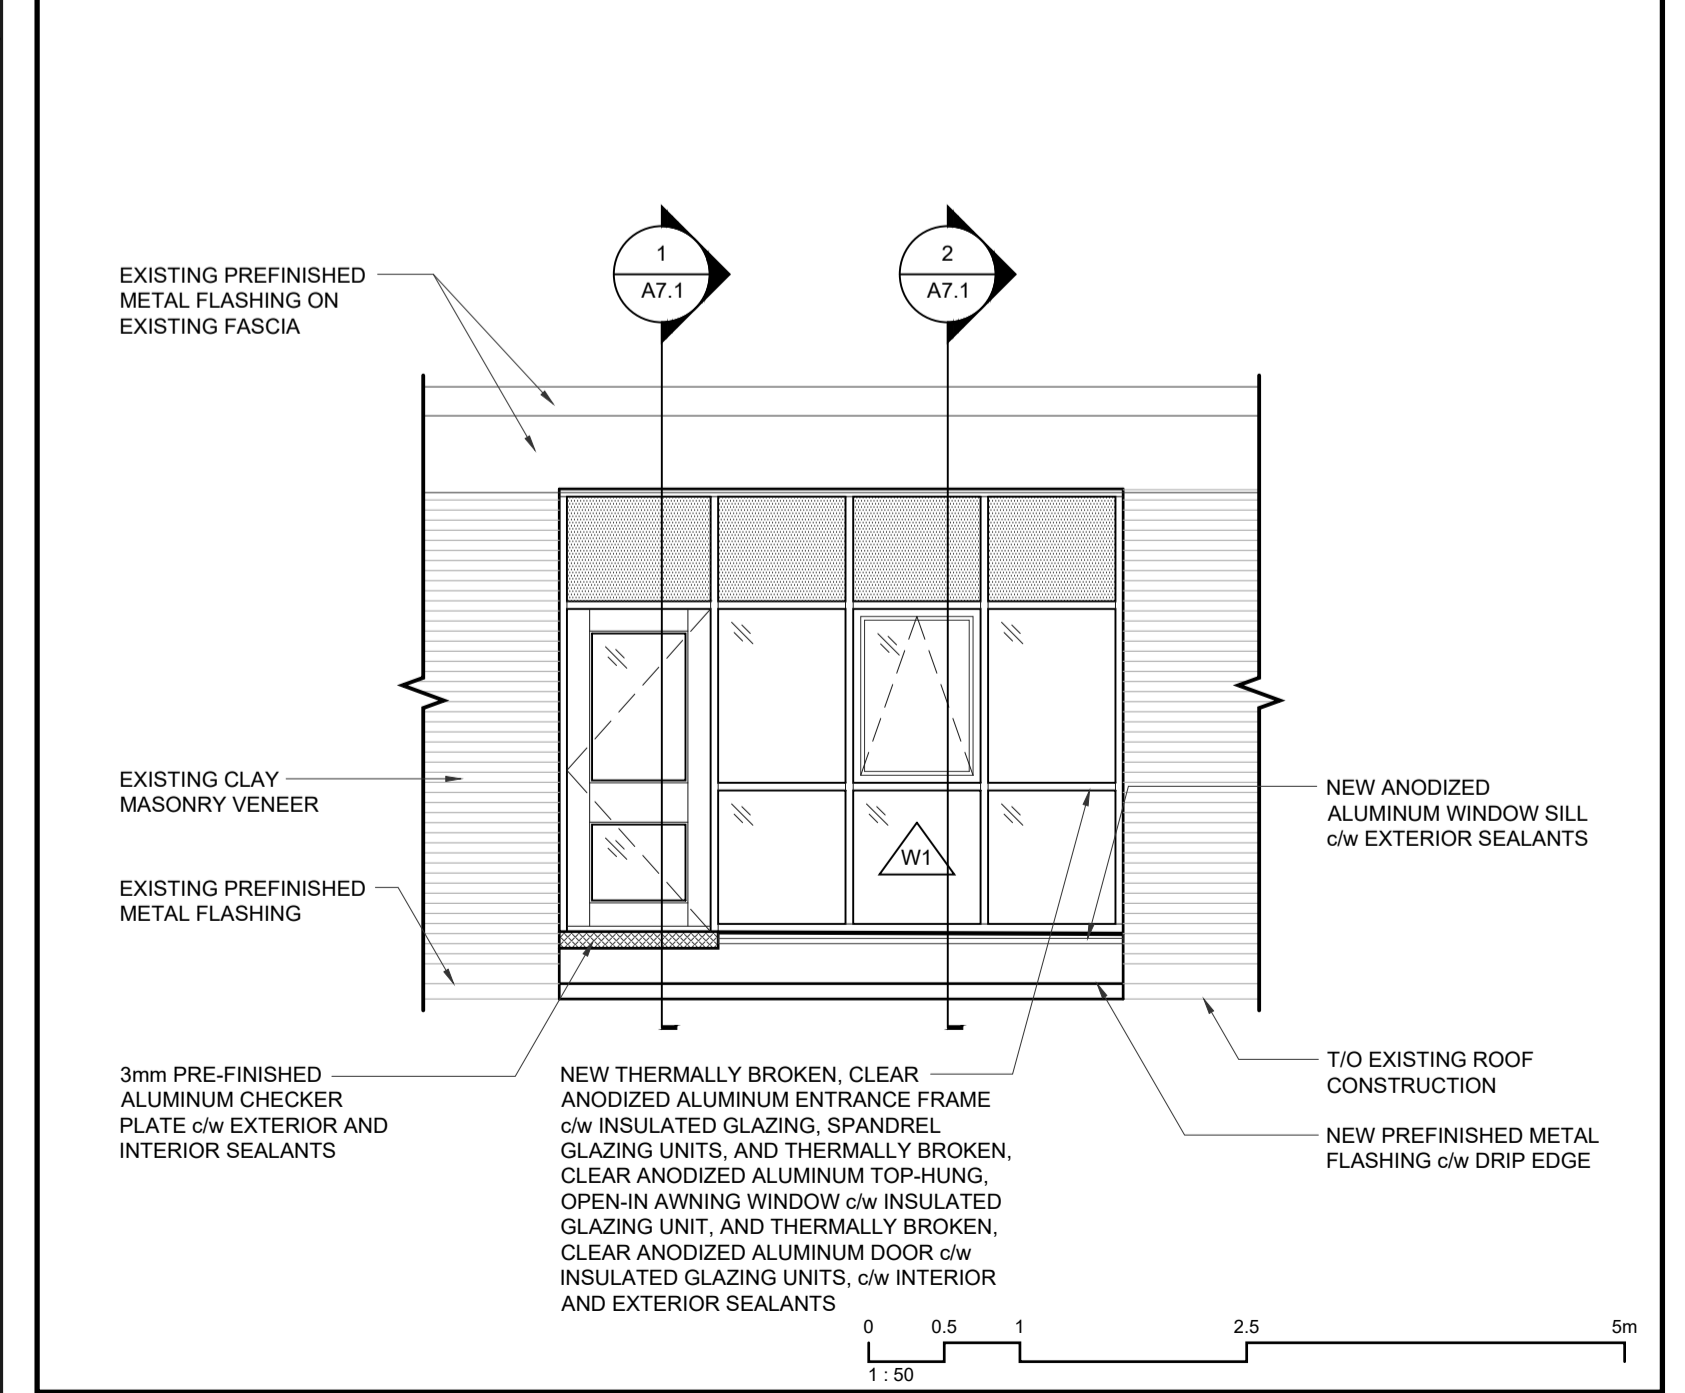 1
A7.1
2
A7.1
EXISTING PREFINISHED
METAL FLASHING ON
EXISTING FASCIA
EXISTING CLAY
MASONRY VENEER
EXISTING PREFINISHED
METAL FLASHING
3mm PRE-FINISHED
ALUMINUM CHECKER
PLATE c/w EXTERIOR AND
INTERIOR SEALANTS
W1
NEW THERMALLY BROKEN, CLEAR
ANODIZED ALUMINUM ENTRANCE FRAME
c/w INSULATED GLAZING, SPANDREL
GLAZING UNITS, AND THERMALLY BROKEN,
CLEAR ANODIZED ALUMINUM TOP-HUNG,
OPEN-IN AWNING WINDOW c/w INSULATED
GLAZING UNIT, AND THERMALLY BROKEN,
CLEAR ANODIZED ALUMINUM DOOR c/w
INSULATED GLAZING UNITS, c/w INTERIOR
AND EXTERIOR SEALANTS
NEW ANODIZED
ALUMINUM WINDOW SILL
c/w EXTERIOR SEALANTS
T/O EXISTING ROOF
CONSTRUCTION
NEW PREFINISHED METAL
FLASHING c/w DRIP EDGE
0 0.5 1 2.5 5m
1 : 50